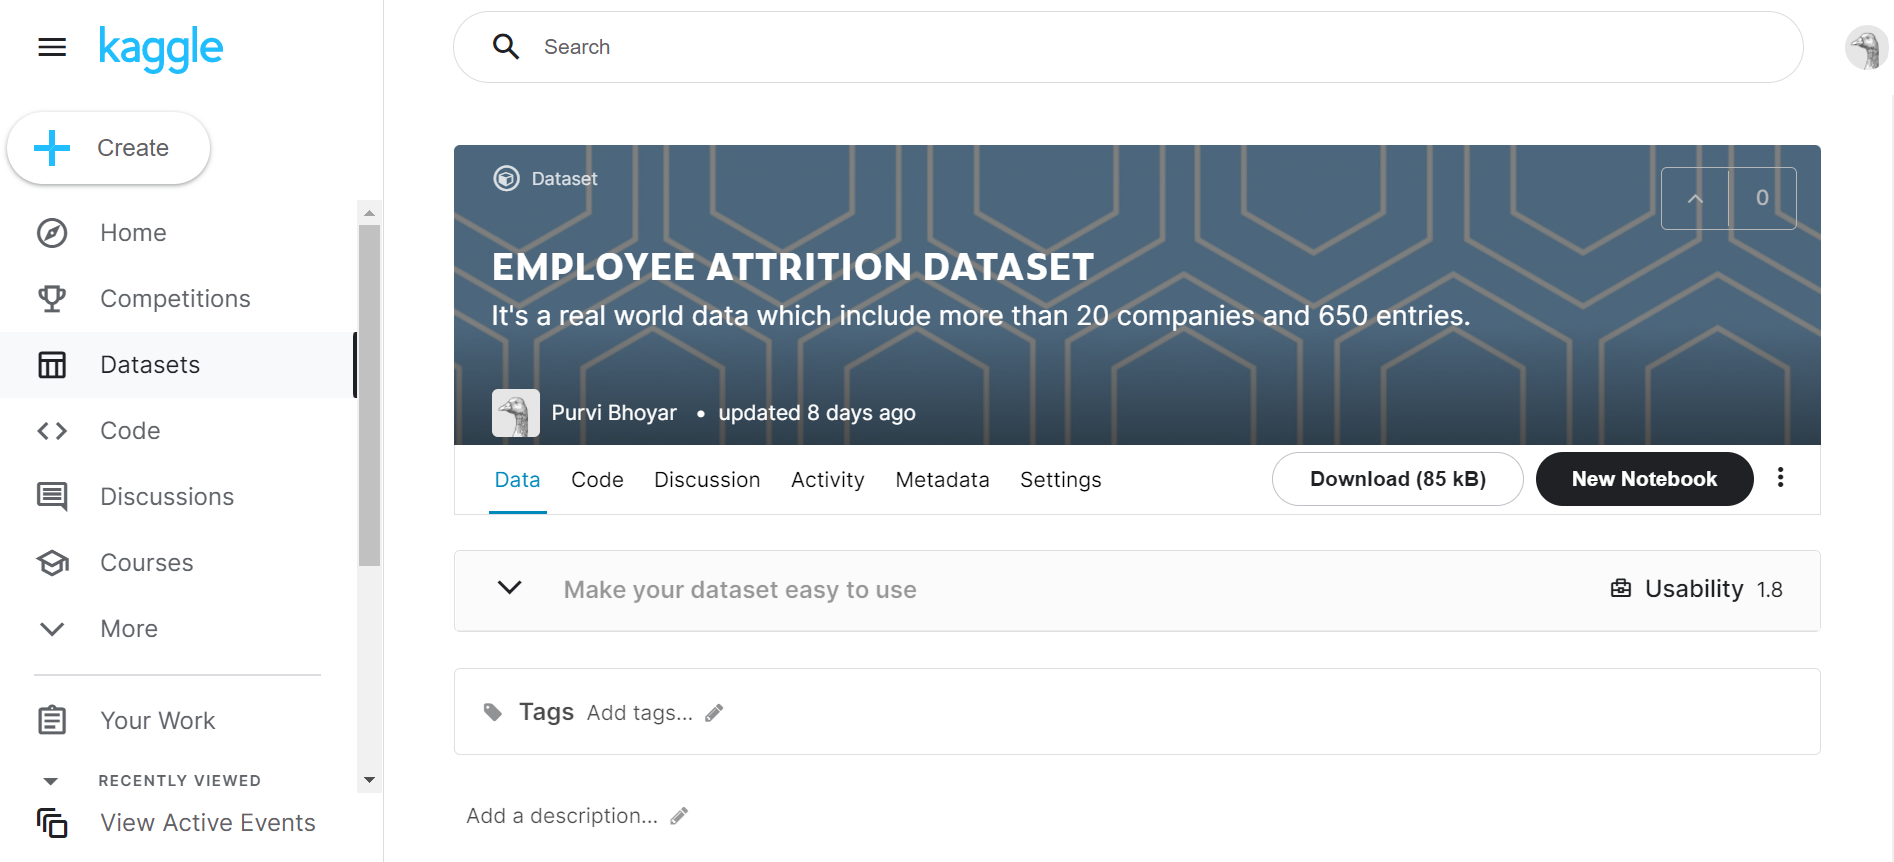 kaggle
Search
Create
Home
Competitions
Datasets
Code
Discussions
Courses
More
Your Work
RECENTLY VIEWED
View Active Events
Dataset
0
EMPLOYEE ATTRITION DATASET
It's a real world data which include more than 20 companies and 650 entries.
Purvi Bhoyar • updated 8 days ago
Data Code Discussion Activity Metadata Settings Download (85 kB) New Notebook
Make your dataset easy to use Usability 1.8
Tags Add tags...
Add a description...